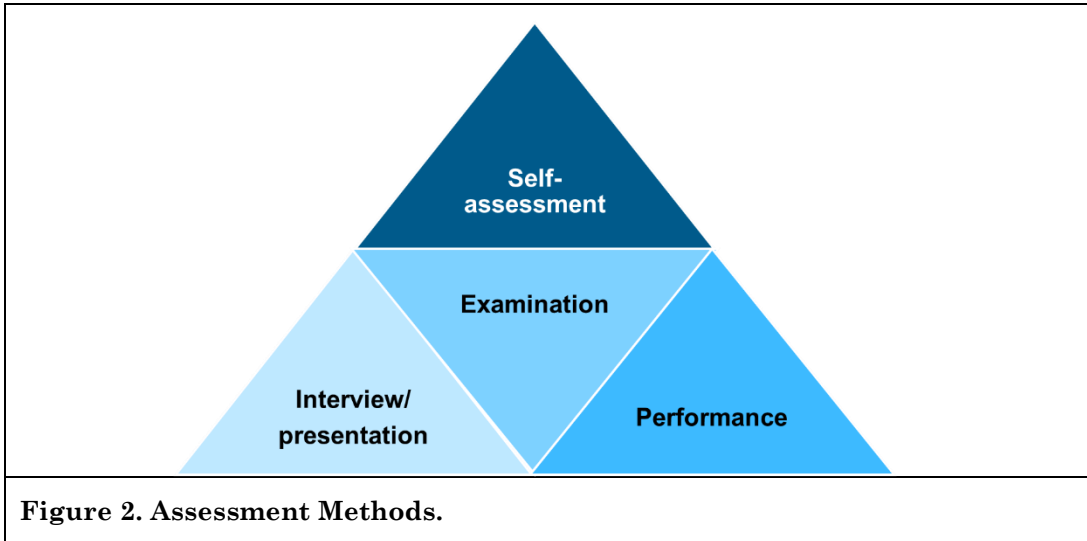 Self-
assessment
Examination
Interview/
presentation
Performance
Figure 2. Assessment Methods.